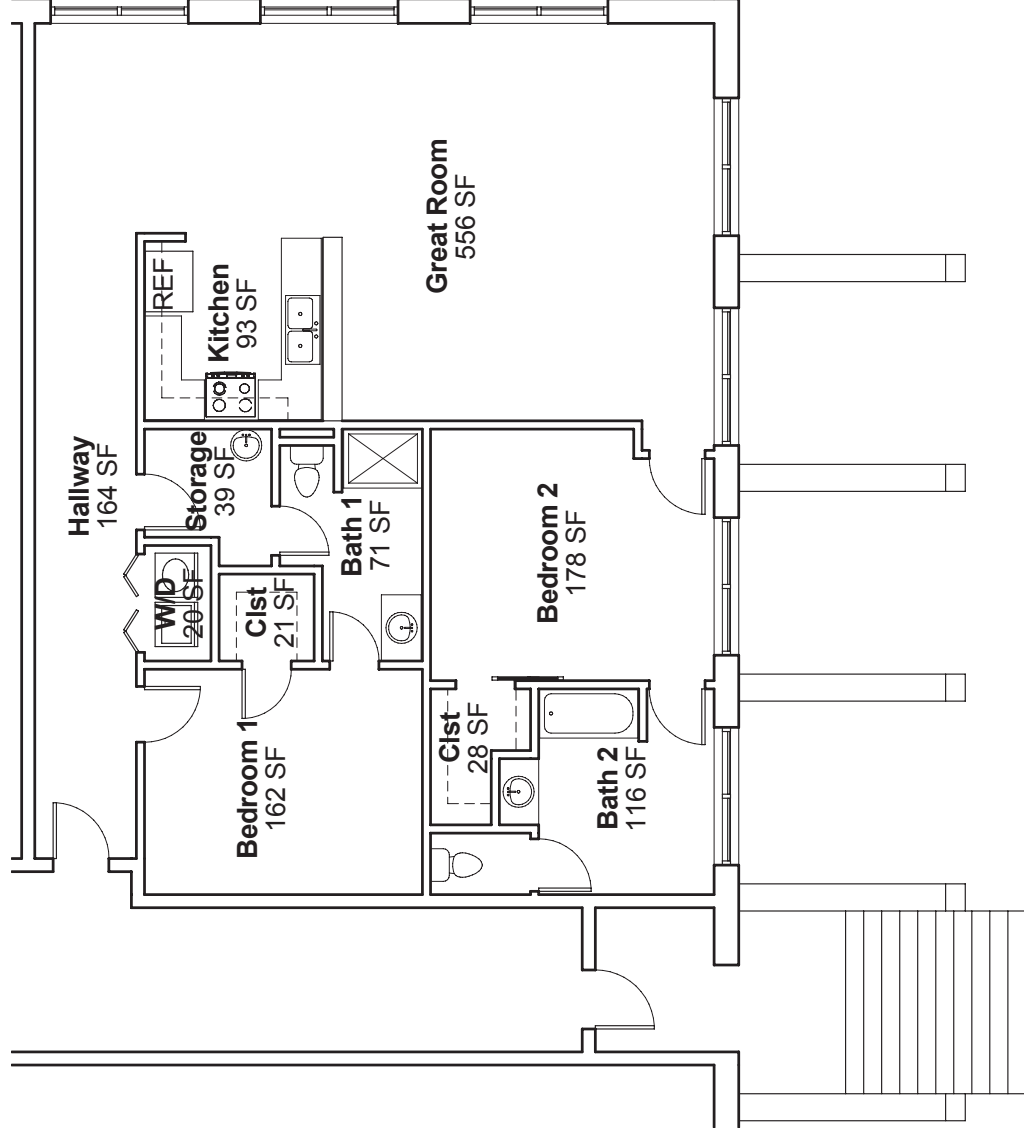 Hallway
164 SF
REF
Kitchen
93 SF
Great Room
556 SF
Storage
39 SF
W/D
20 SF
Clst
21 SF
Bath 1
71 SF
Bedroom 1
162 SF
Bedroom 2
178 SF
Clst
28 SF
Bath 2
116 SF